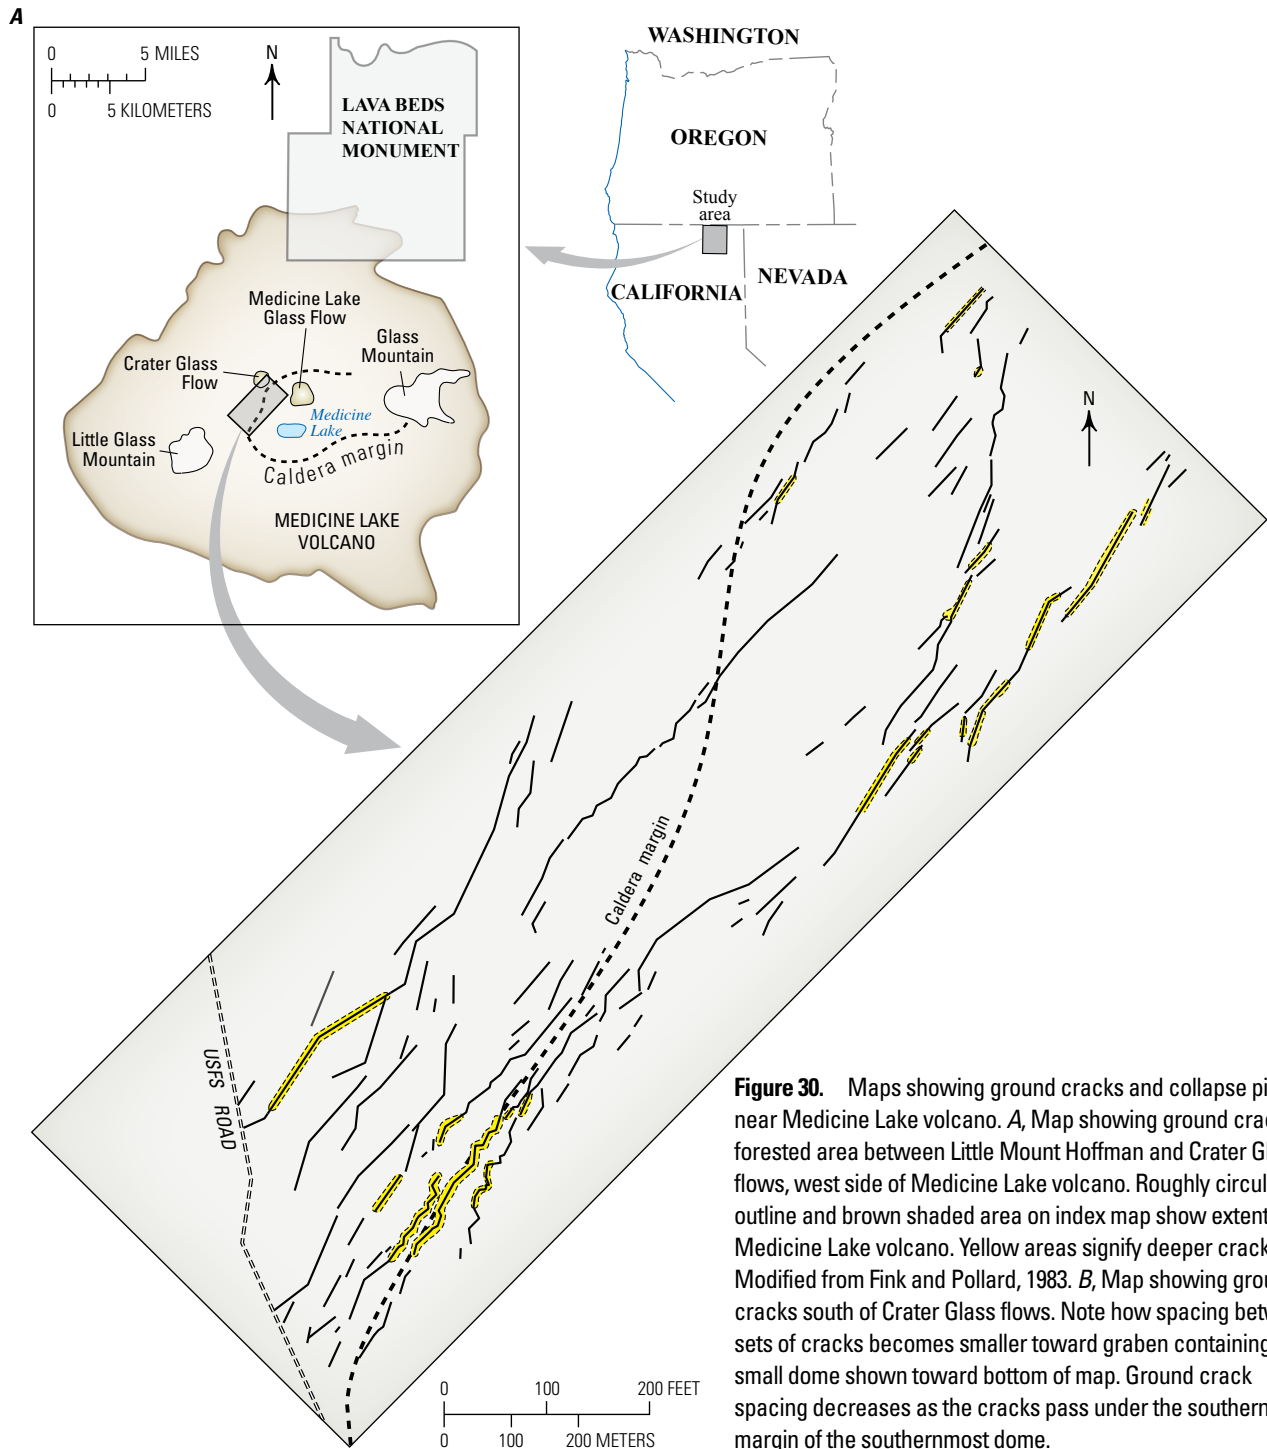 A
0 5 MILES
0 5 KILOMETERS
N
LAVA BEDS
NATIONAL
MONUMENT
Medicine Lake
Glass Flow
Glass
Mountain
Crater Glass
Flow
Medicine
Lake
Little Glass
Mountain
Caldera margin
MEDICINE LAKE
VOLCANO
WASHINGTON
OREGON
Study
area
NEVADA
CALIFORNIA
N
Caldera margin
USFS ROAD
0 100 200 FEET
0 100 200 METERS
Figure 30. Maps showing ground cracks and collapse pi
near Medicine Lake volcano. A, Map showing ground crac
forested area between Little Mount Hoffman and Crater Gl
flows, west side of Medicine Lake volcano. Roughly circul
outline and brown shaded area on index map show extent
Medicine Lake volcano. Yellow areas signify deeper crack
Modified from Fink and Pollard, 1983. B, Map showing grou
cracks south of Crater Glass flows. Note how spacing betw
sets of cracks becomes smaller toward graben containing
small dome shown toward bottom of map. Ground crack
spacing decreases as the cracks pass under the southern
margin of the southernmost dome.